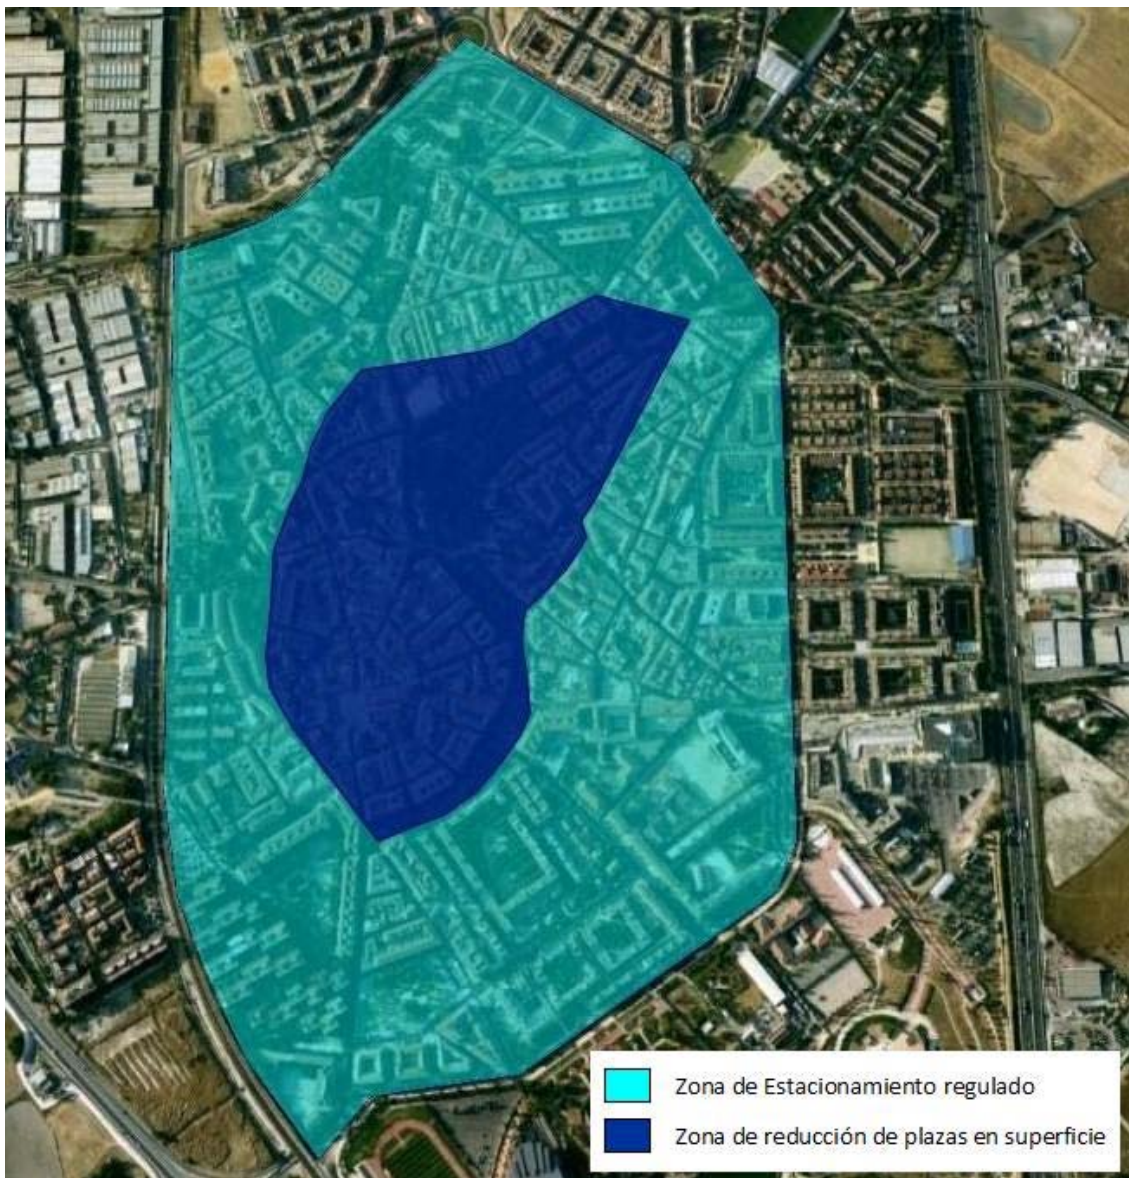 Zona de Estacionamiento regulado
Zona de reducción de plazas en superficie